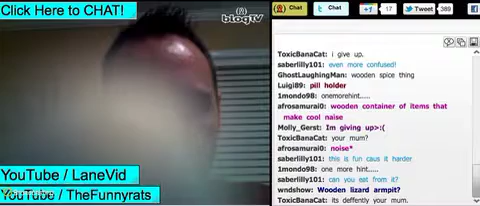 Click Here to CHAT!
blogTV
YouTube / LaneVid
YouTube / TheFunnyrats
Chat
Chat
+1
17
Tweet
389
ToxicBanaCat: i give up.
saberlilly101: even more confused!
GhostLaughingMan: wooden spice thing
Luigi89: pill holder
1mondo98: onemorehint.....
afrosamurai0: wooden container of items that
make cool naise
Molly_Gerst: Im giving up>:(
ToxicBanaCat: your mum?
afrosamurai0: noise*
saberlilly101: this is fun caus it harder
1mondo98: one more hint.....
saberlilly101: can you eat from it?
wndshow: Wooden lizard armpit?
ToxicBanaCat: its deffently your mum.